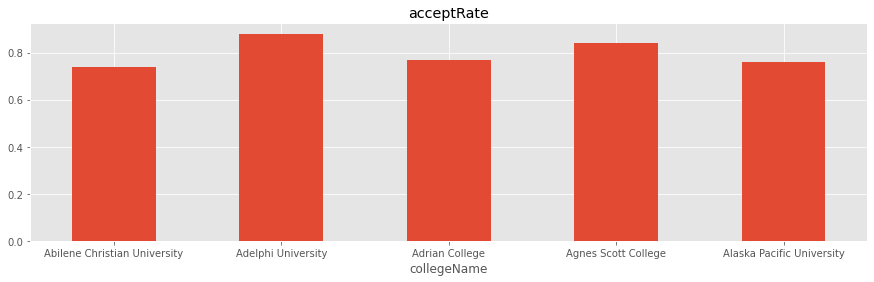 acceptRate
0.8
0.6
0.4
0.2
0.0
Abilene Christian University Adelphi University Adrian College Agnes Scott College Alaska Pacific University
collegeName